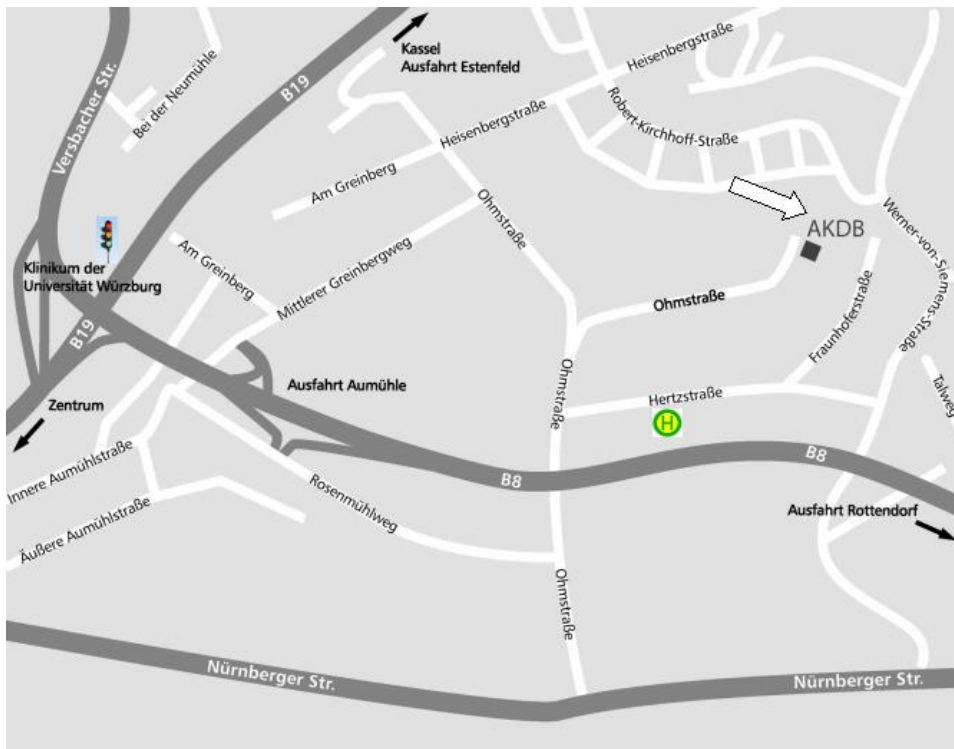 Versbacher Str.
Bei der Neumühle
B19
Kassel
Ausfahrt Estenfeld
Heisenbergstraße
Heisenbergstraße
Robert-Kirchhoff-Straße
Am Greinberg
Ohmstraße
Werner-von-Siemens-Straße
AKDB
Klinikum der
Universität Würzburg
Am Greinberg
Mittlerer Greinbergweg
Ohmstraße
Fraunhoferstraße
B19
Ausfahrt Aumühle
Ohmstraße
Hertzstraße
Talweg
Zentrum
H
B8
B8
Innere Aumühlstraße
Rosenmühlweg
Ausfahrt Rottendorf
Äußere Aumühlstraße
Ohmstraße
Nürnberger Str.
Nürnberger Str.